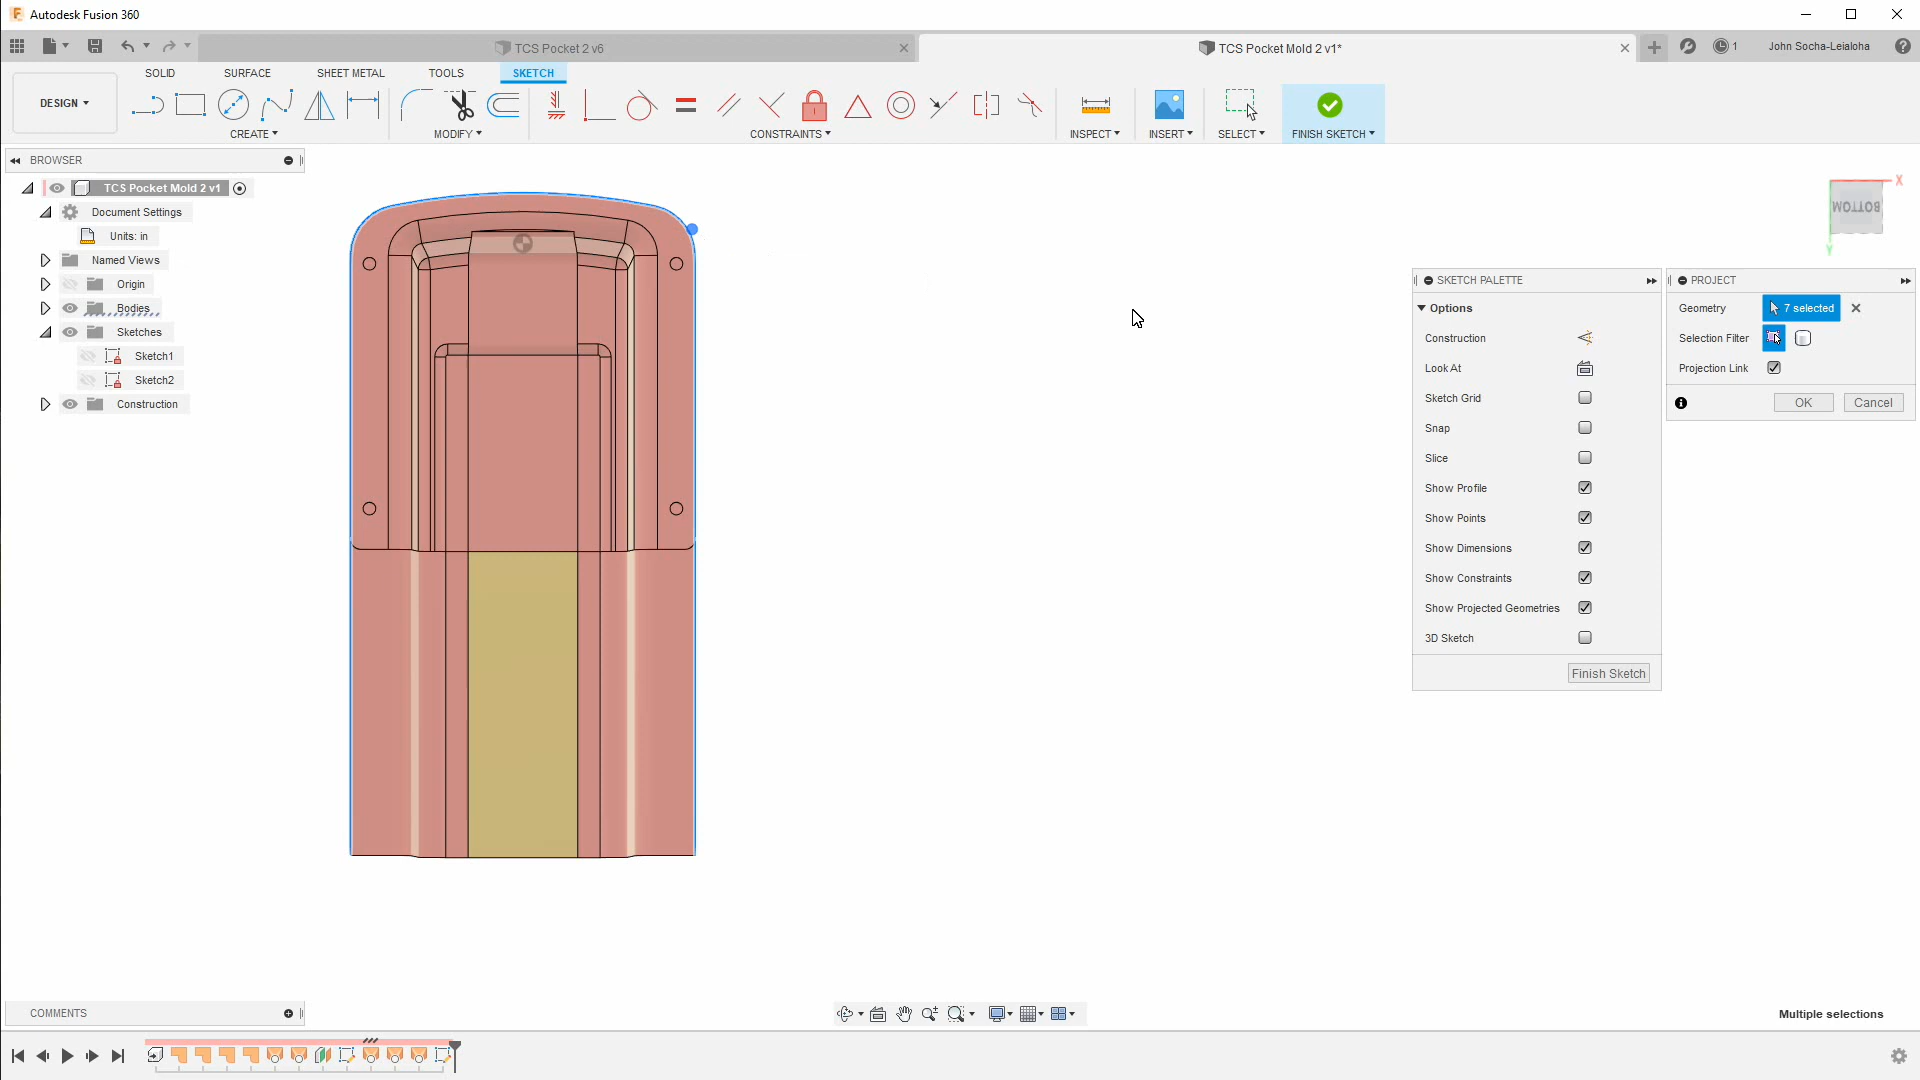 Autodesk Fusion 360
TCS Pocket 2 v6
TCS Pocket Mold 2 v1*
1
John Socha-Leialoha
DESIGN
SOLID
SURFACE
SHEET METAL
TOOLS
SKETCH
CREATE
MODIFY
CONSTRAINTS
INSPECT
INSERT
SELECT
FINISH SKETCH
BROWSER
TCS Pocket Mold 2 v1
Document Settings
Units: in
Named Views
Origin
Bodies
Sketches
Sketch1
Sketch2
Construction
X
BOTTOM
Y
SKETCH PALETTE
Options
Construction
Look At
Sketch Grid
Snap
Slice
Show Profile
Show Points
Show Dimensions
Show Constraints
Show Projected Geometries
3D Sketch
Finish Sketch
PROJECT
Geometry
7 selected
Selection Filter
Projection Link
OK
Cancel
COMMENTS
Multiple selections